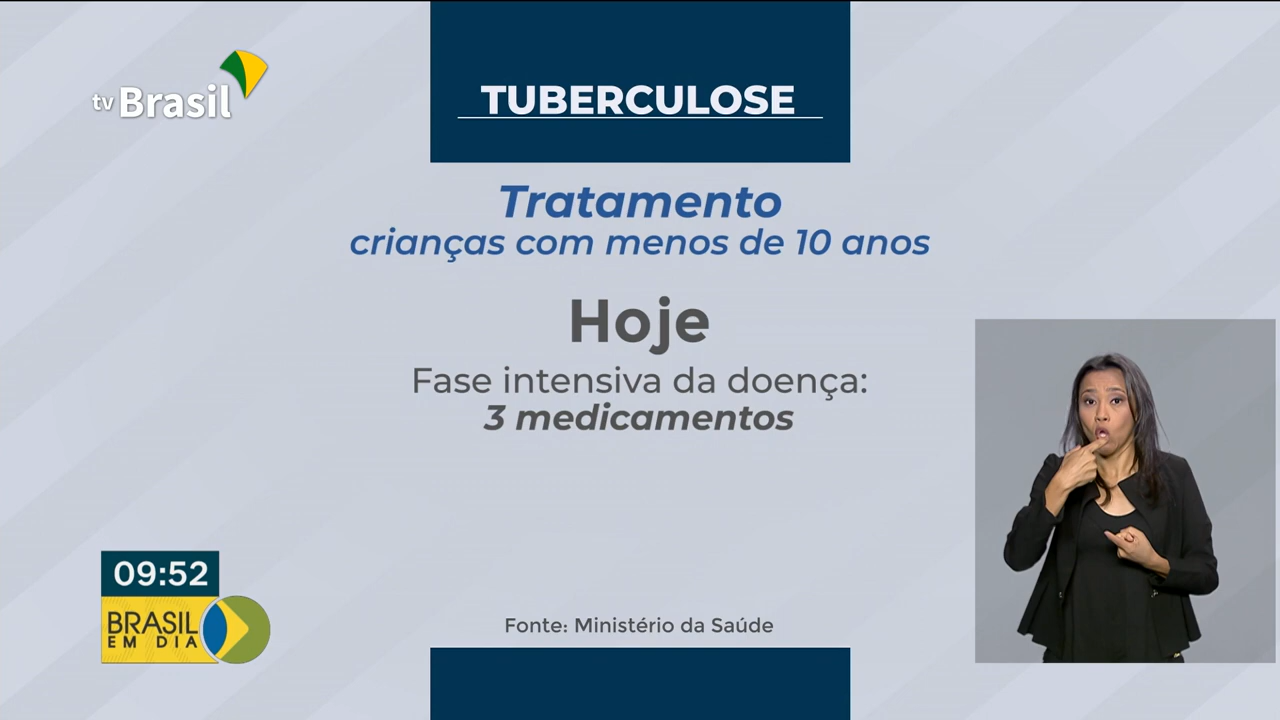 tv Brasil
TUBERCULOSE
Tratamento
crianças com menos de 10 anos
Hoje
Fase intensiva da doença:
3 medicamentos
09:52
BRASIL
EM DIA
Fonte: Ministério da Saúde